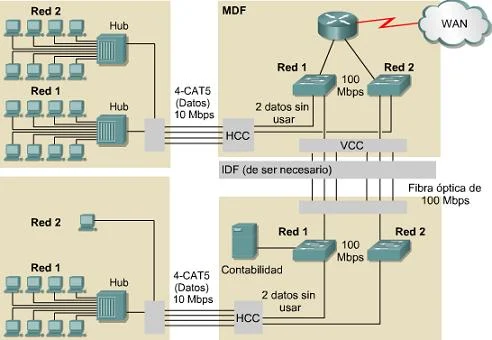 Red 2
Hub
Red 1
Hub
4-CAT5
(Datos)
10 Mbps
MDF
WAN
Red 1
100
Mbps
Red 2
2 datos sin
usar
HCC
VCC
IDF (de ser necesario)
Fibra óptica de
100 Mbps
Red 2
Red 1
Hub
4-CAT5
(Datos)
10 Mbps
Red 1
100
Mbps
Red 2
Contabilidad
2 datos sin
usar
HCC